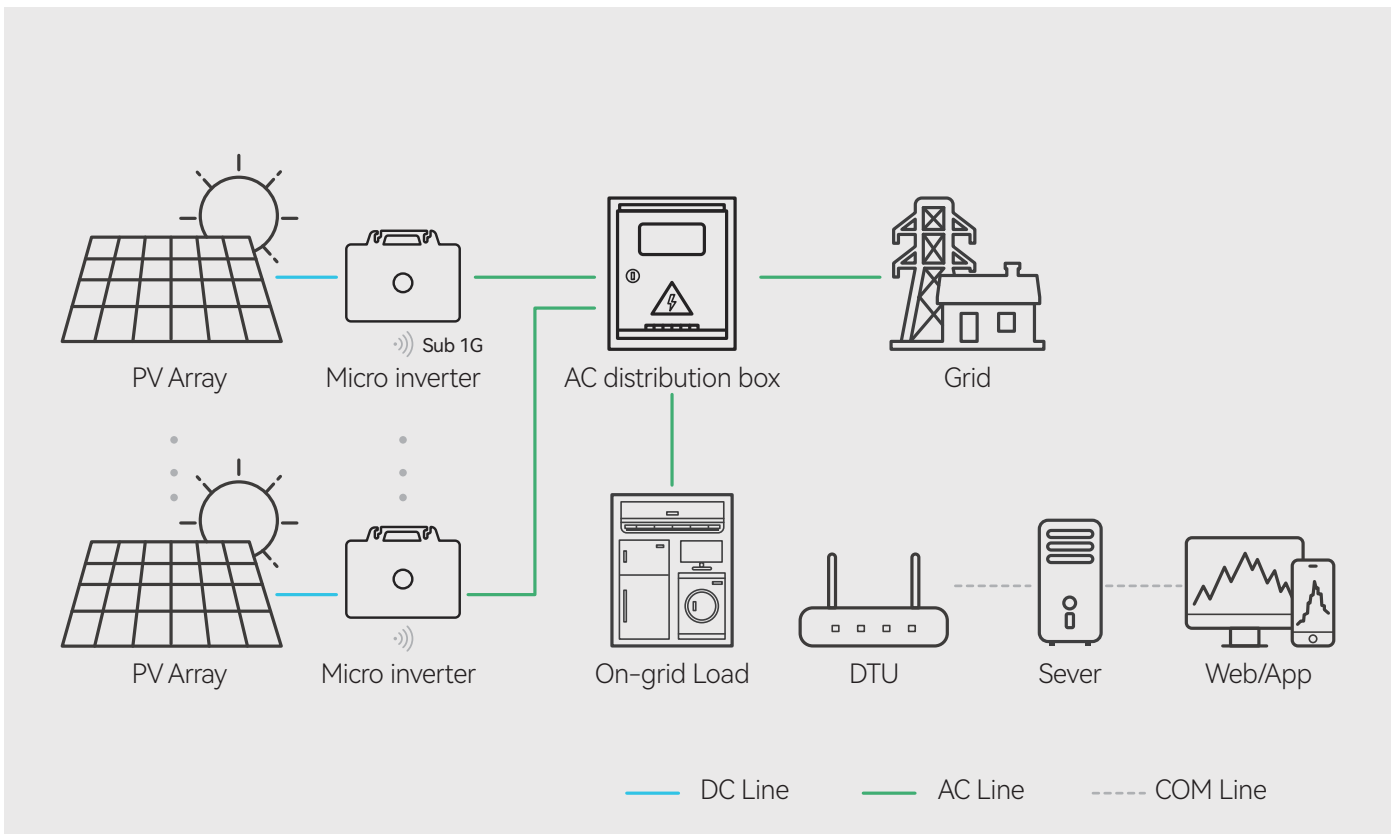 Sub 1G
PV Array
Micro inverter
AC distribution box
Grid
PV Array
Micro inverter
On-grid Load
DTU
Sever
Web/App
DC Line
AC Line
COM Line